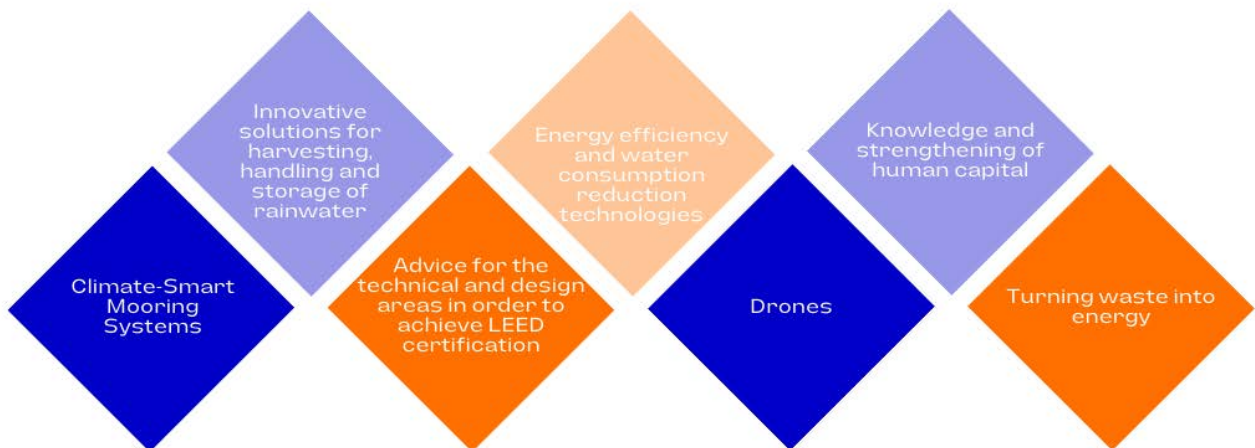 Innovative
solutions for
harvesting,
handling and
storage of
rainwater
Energy efficiency
and water
consumption
reduction
technologies
Knowledge and
strengthening of
human capital
Climate-Smart
Mooring
Systems
Advice for the
technical and design
areas in order to
achieve LEED
certification
Drones
Turning waste into
energy